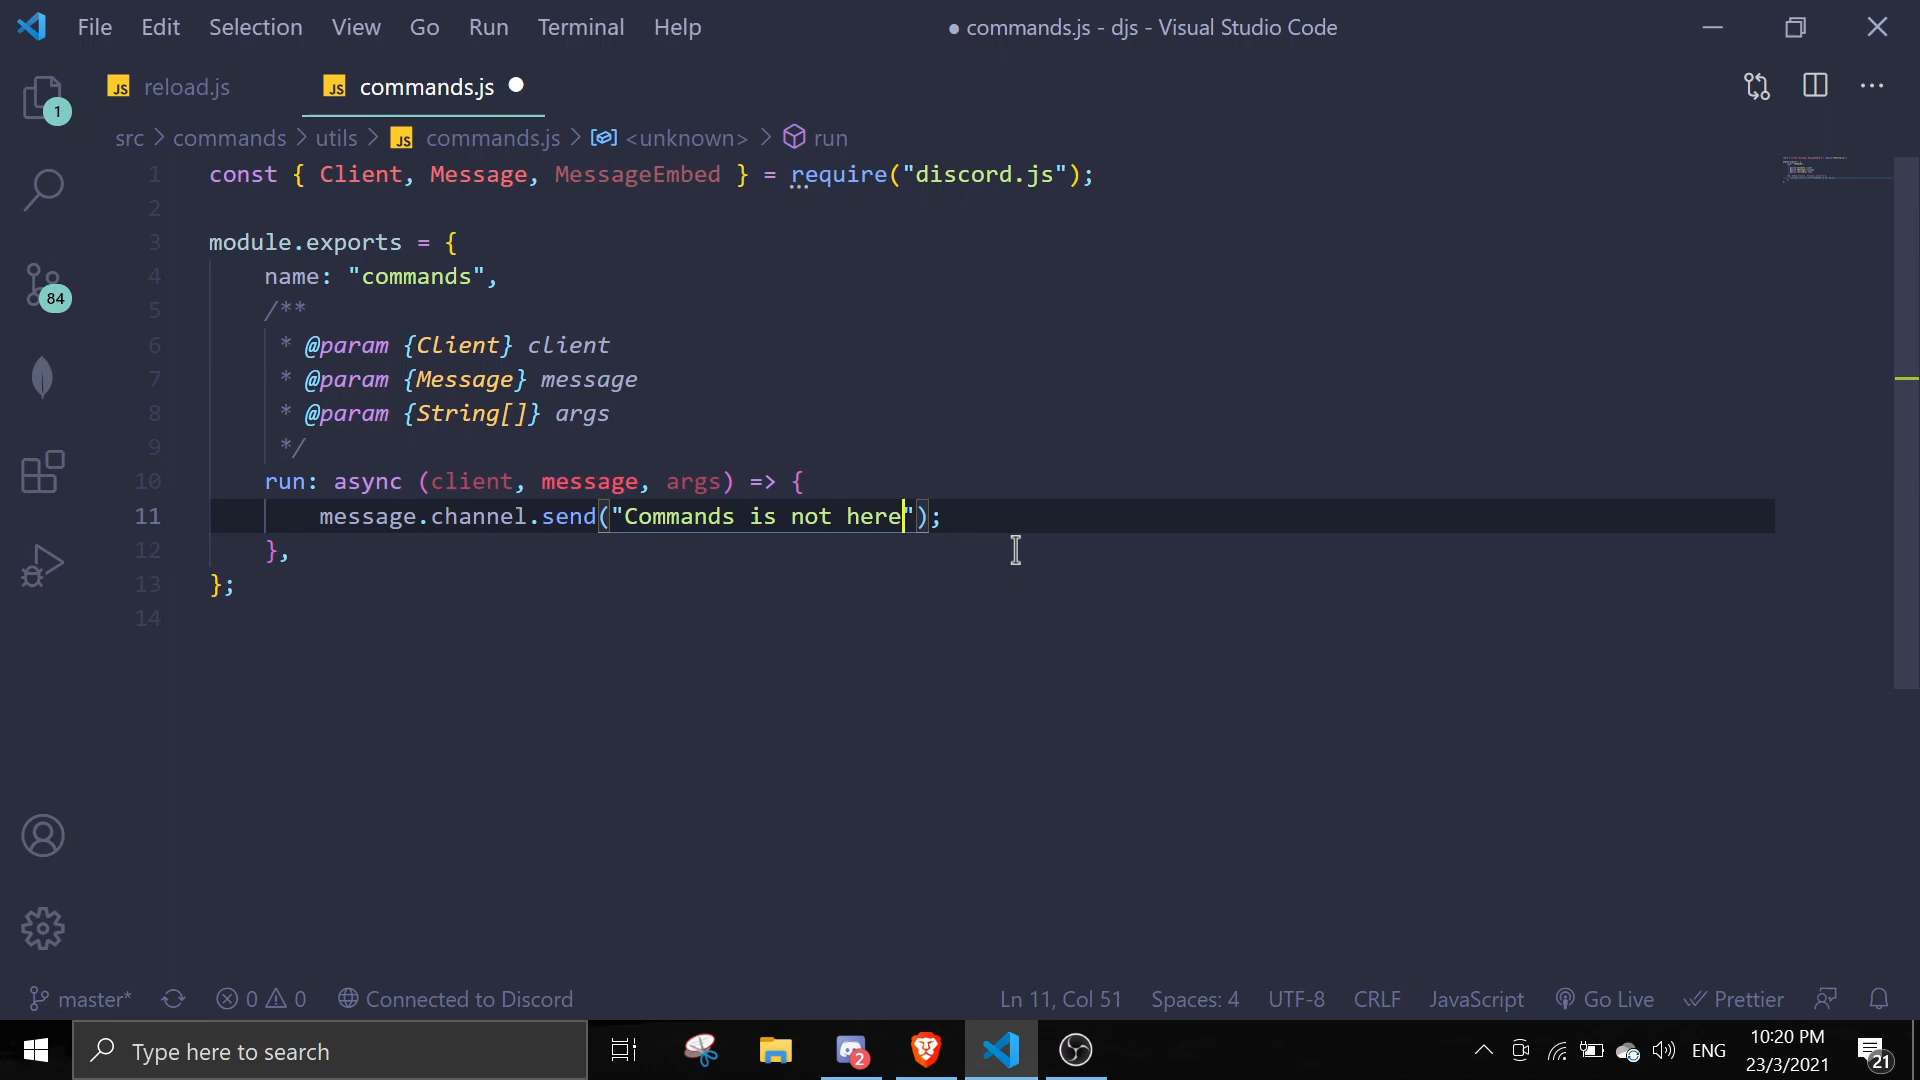 File Edit Selection View Go Run Terminal Help
● commands.js - djs - Visual Studio Code
JS reload.js
JS commands.js
1
src > commands > utils > JS commands.js > <unknown> > run
1 const { Client, Message, MessageEmbed } = require("discord.js");
2
3 module.exports = {
4 name: "commands",
5 /**
6 * @param {Client} client
7 * @param {Message} message
8 * @param {String[]} args
9 */
10 run: async (client, message, args) => {
11 message.channel.send("Commands is not here");
12 },
13 };
14
84
master* 0 0 Connected to Discord
Ln 11, Col 51 Spaces: 4 UTF-8 CRLF JavaScript Go Live Prettier
Type here to search
2
ENG
10:20 PM
23/3/2021
21